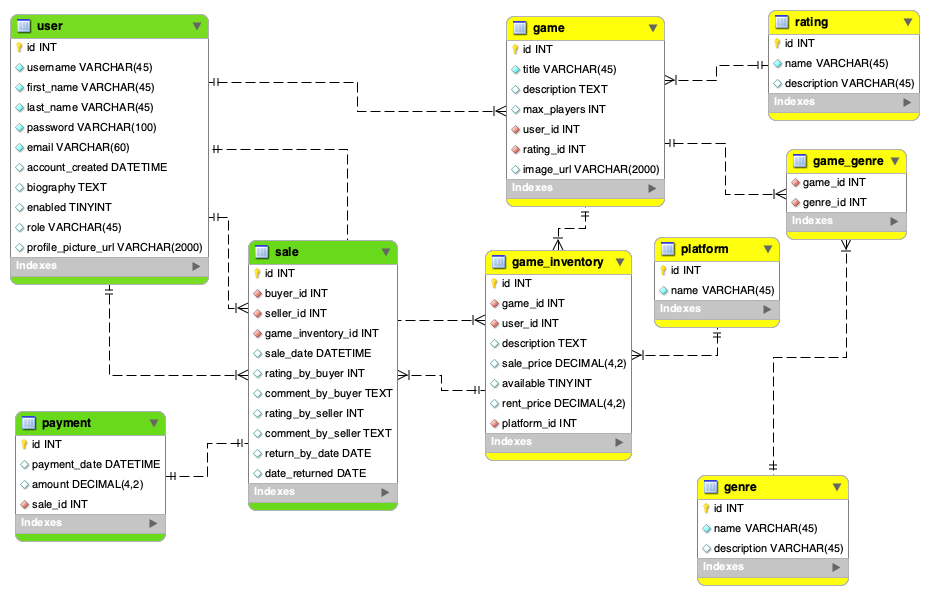 user
id INT
username VARCHAR(45)
first_name VARCHAR(45)
last_name VARCHAR(45)
password VARCHAR(100)
email VARCHAR(60)
account_created DATETIME
biography TEXT
enabled TINYINT
role VARCHAR(45)
profile_picture_url VARCHAR(2000)
Indexes
game
id INT
title VARCHAR(45)
description TEXT
max_players INT
user_id INT
rating_id INT
image_url VARCHAR(2000)
Indexes
rating
id INT
name VARCHAR(45)
description VARCHAR(45)
Indexes
game_genre
game_id INT
genre_id INT
Indexes
sale
id INT
buyer_id INT
seller_id INT
game_inventory_id INT
sale_date DATETIME
rating_by_buyer INT
comment_by_buyer TEXT
rating_by_seller INT
comment_by_seller TEXT
return_by_date DATE
date_returned DATE
Indexes
game_inventory
id INT
game_id INT
user_id INT
description TEXT
sale_price DECIMAL(4,2)
available TINYINT
rent_price DECIMAL(4,2)
platform_id INT
Indexes
platform
id INT
name VARCHAR(45)
Indexes
payment
id INT
payment_date DATETIME
amount DECIMAL(4,2)
sale_id INT
Indexes
genre
id INT
name VARCHAR(45)
description VARCHAR(45)
Indexes